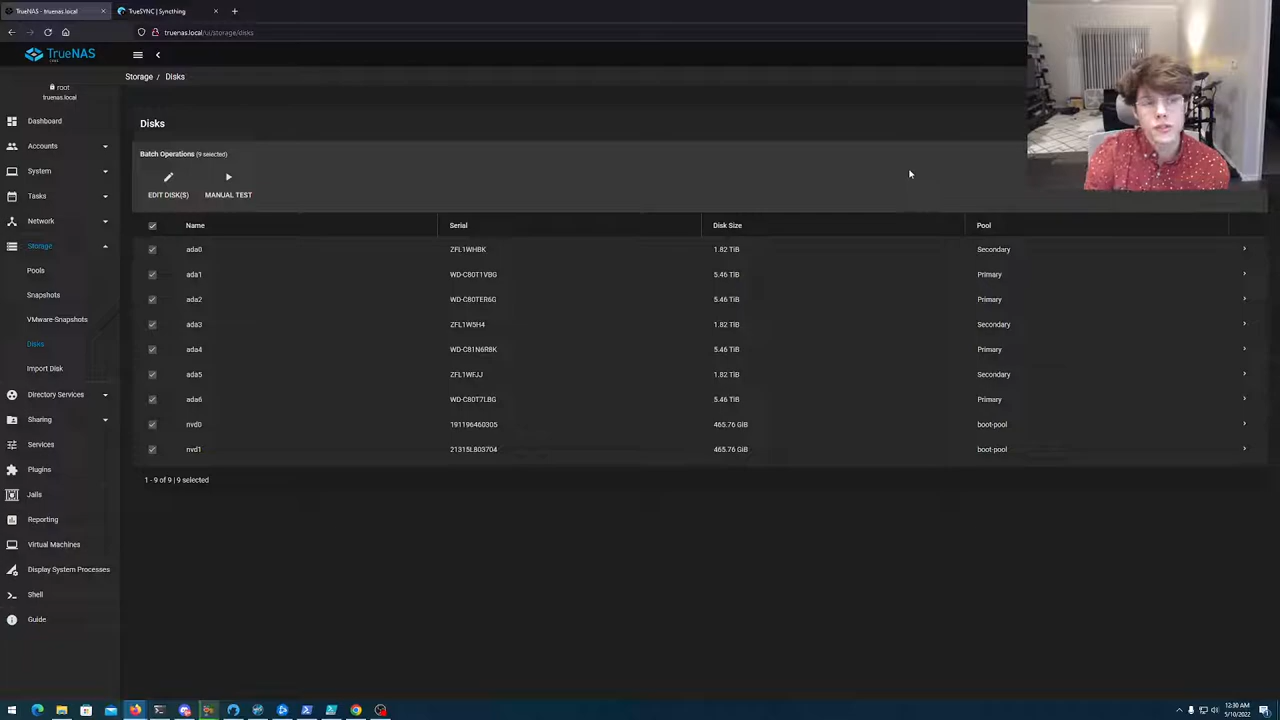 TrueNAS - truenas.local
TrueSYNC | Syncthing
truenas.local/ui/storage/disks
TrueNAS
Storage / Disks
root
truenas.local
Dashboard
Accounts
System
Tasks
Network
Storage
Pools
Snapshots
VMware-Snapshots
Disks
Import Disk
Directory Services
Sharing
Services
Plugins
Jails
Reporting
Virtual Machines
Display System Processes
Shell
Guide
Disks
Batch Operations (9 selected)
EDIT DISK(S) MANUAL TEST
Name Serial Disk Size Pool
ada0 ZFL1WHBK 1.82 TiB Secondary
ada1 WD-C80T1VBG 5.46 TiB Primary
ada2 WD-C80TER6G 5.46 TiB Primary
ada3 ZFL1W5H4 1.82 TiB Secondary
ada4 WD-C81N6R8K 5.46 TiB Primary
ada5 ZFL1WFJJ 1.82 TiB Secondary
ada6 WD-C80T7LBG 5.46 TiB Primary
nvd0 191196460305 465.76 GiB boot-pool
nvd1 21315L803704 465.76 GiB boot-pool
1 - 9 of 9 | 9 selected
12:30 AM
5/10/2022